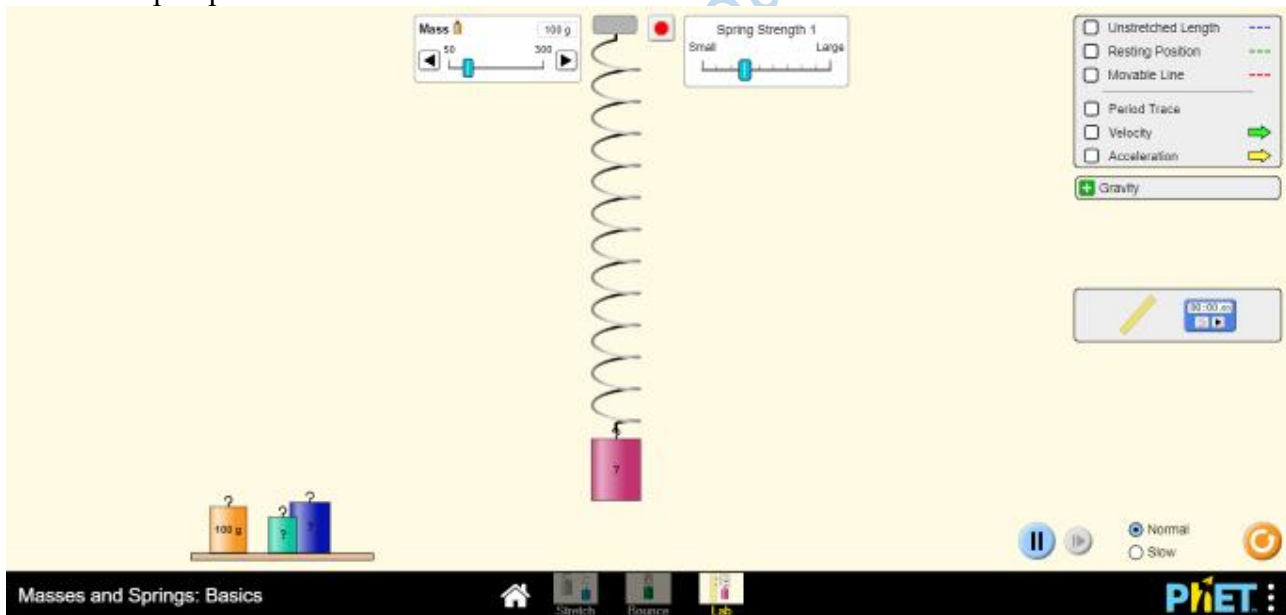 Mass 100 g
50 300
Spring Strength 1
Small Large
Unstretched Length
Resting Position
Movable Line
Period Trace
Velocity
Acceleration
Gravity
?
? ? ?
100 g ? ?
Normal
Slow
Masses and Springs: Basics
Stretch Bounce Lab
PhET